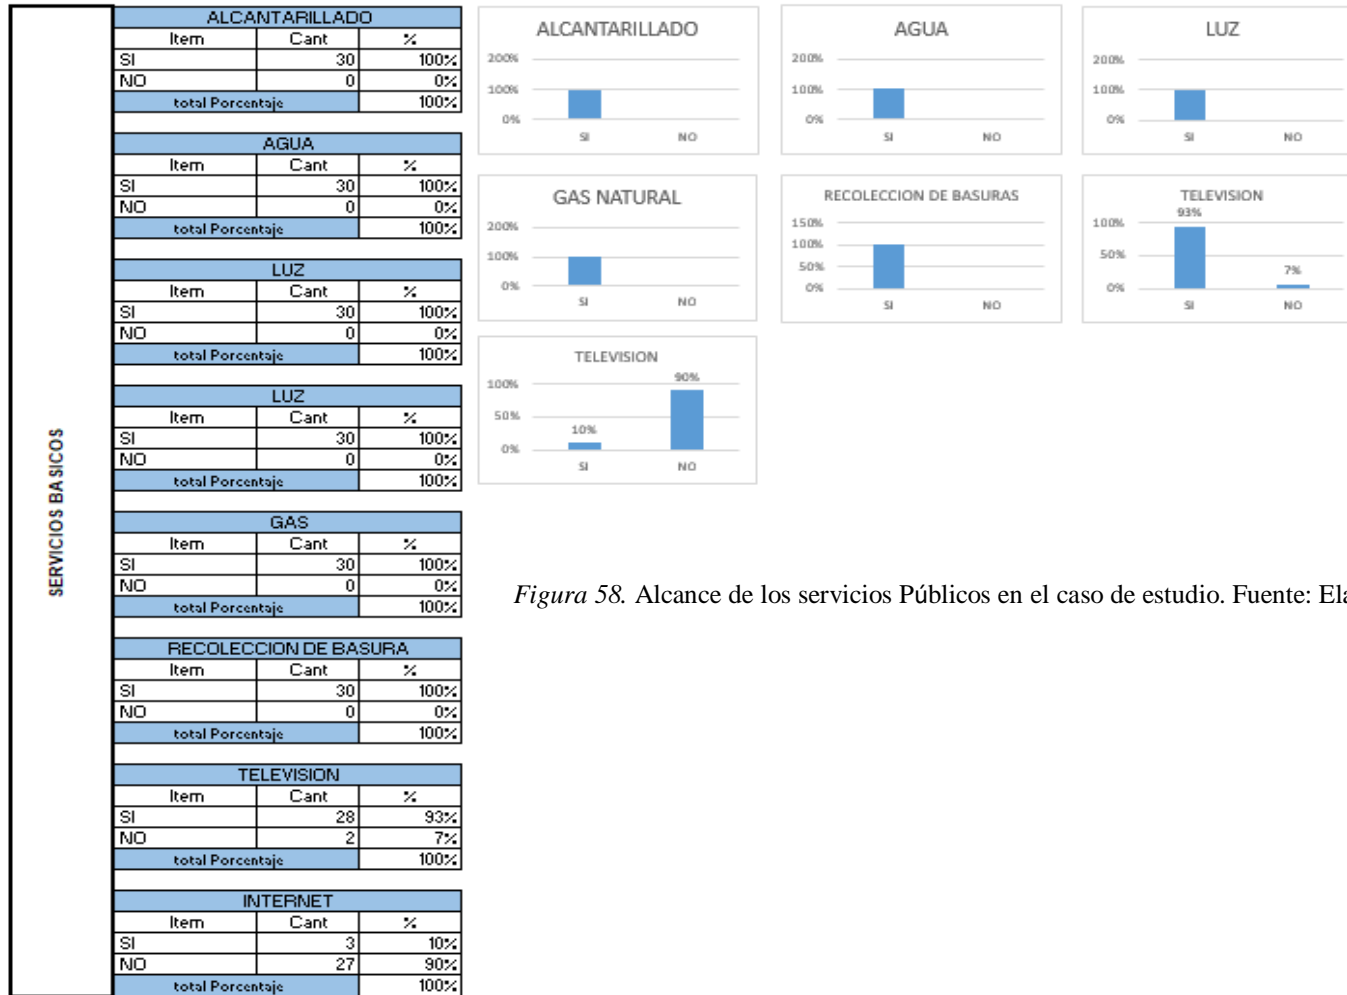 SERVICIOS BASICOS
ALCANTARILLADO
Item Cant %
SI 30 100%
NO 0 0%
total Porcentaje 100%
AGUA
Item Cant %
SI 30 100%
NO 0 0%
total Porcentaje 100%
LUZ
Item Cant %
SI 30 100%
NO 0 0%
total Porcentaje 100%
LUZ
Item Cant %
SI 30 100%
NO 0 0%
total Porcentaje 100%
GAS
Item Cant %
SI 30 100%
NO 0 0%
total Porcentaje 100%
RECOLECCION DE BASURA
Item Cant %
SI 30 100%
NO 0 0%
total Porcentaje 100%
TELEVISION
Item Cant %
SI 28 93%
NO 2 7%
total Porcentaje 100%
INTERNET
Item Cant %
SI 3 10%
NO 27 90%
total Porcentaje 100%
ALCANTARILLADO
200%
100%
0%
SI NO
AGUA
200%
100%
0%
SI NO
LUZ
200%
100%
0%
SI NO
GAS NATURAL
200%
100%
0%
SI NO
RECOLECCION DE BASURAS
150%
100%
50%
0%
SI NO
TELEVISION
93%
100%
50%
7%
0%
SI NO
TELEVISION
90%
100%
50%
10%
0%
SI NO
Figura 58. Alcance de los servicios Públicos en el caso de estudio. Fuente: Ela